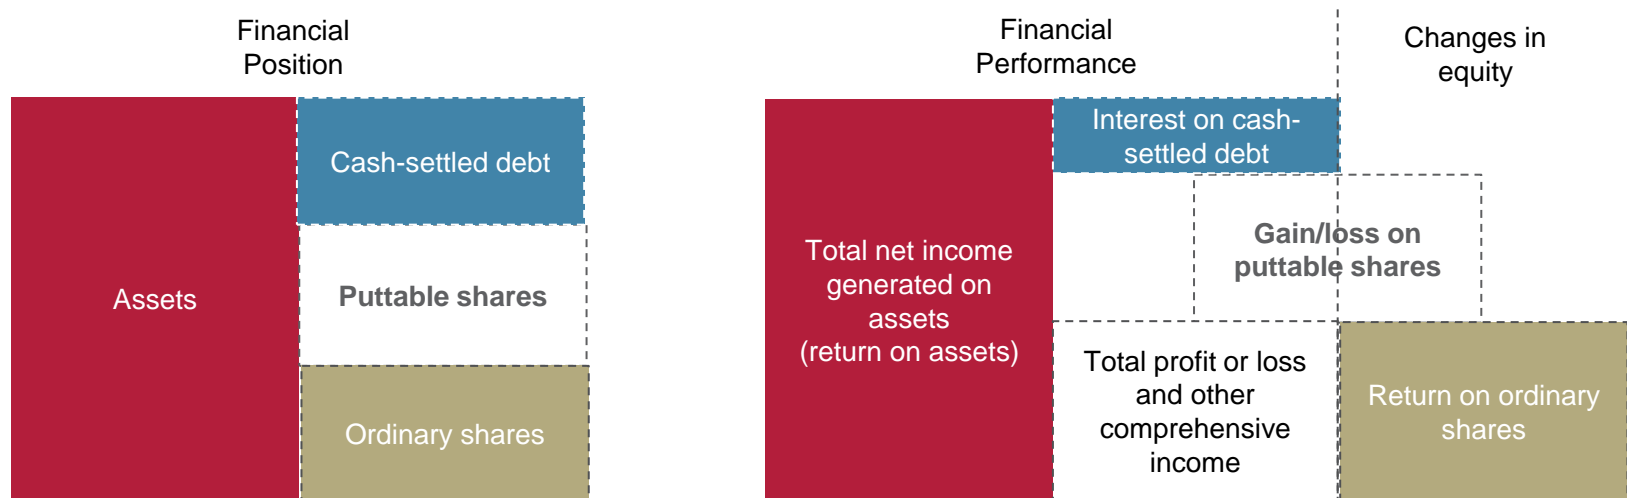 Financial
Position
Assets
Cash-settled debt
Puttable shares
Ordinary shares
Financial
Performance
Changes in
equity
Total net income
generated on
assets
(return on assets)
Interest on cash-
settled debt
Gain/loss on
puttable shares
Total profit or loss
and other
comprehensive
income
Return on ordinary
shares